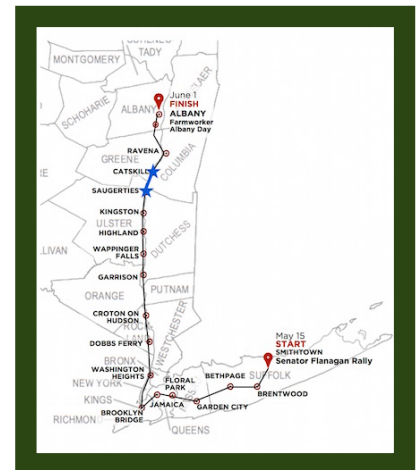 SCHENEC
TADY
MONTGOMERY
SCHOHARIE
ALBANY
June 1
FINISH
ALBANY
Farmworker
Albany Day
RAVENA
GREENE
COLUMBIA
CATSKILL
SAUGERTIES
KINGSTON
ULSTER
HIGHLAND
DUTCHESS
LLIVAN
WAPPINGER
FALLS
GARRISON
PUTNAM
ORANGE
CROTON ON
HUDSON
ROCK
WESTCHESTER
DOBBS FERRY
May 15
START
SMITHTOWN
Senator Flanagan Rally
BRONX
WASHINGTON
HEIGHTS
NEW YORK
FLORAL
PARK
BETHPAGE
SUFFOLK
KINGS
JAMAICA
GARDEN CITY
BRENTWOOD
BROOKLYN
BRIDGE
RICHMON
QUEENS